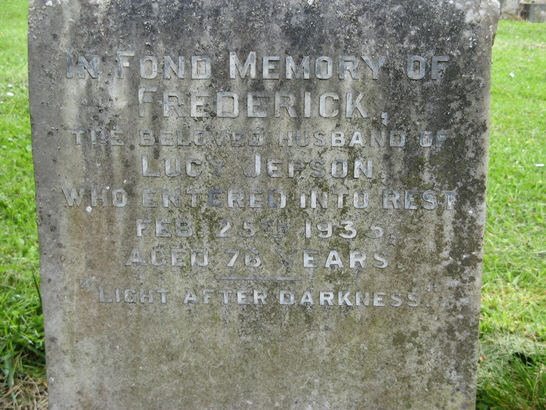 IN FOND MEMORY OF
FREDERICK,
THE BELOVED HUSBAND OF
LUCY JEPSON,
WHO ENTERED INTO REST
FEB. 25TH 1935,
AGED 76 YEARS.
"LIGHT AFTER DARKNESS."